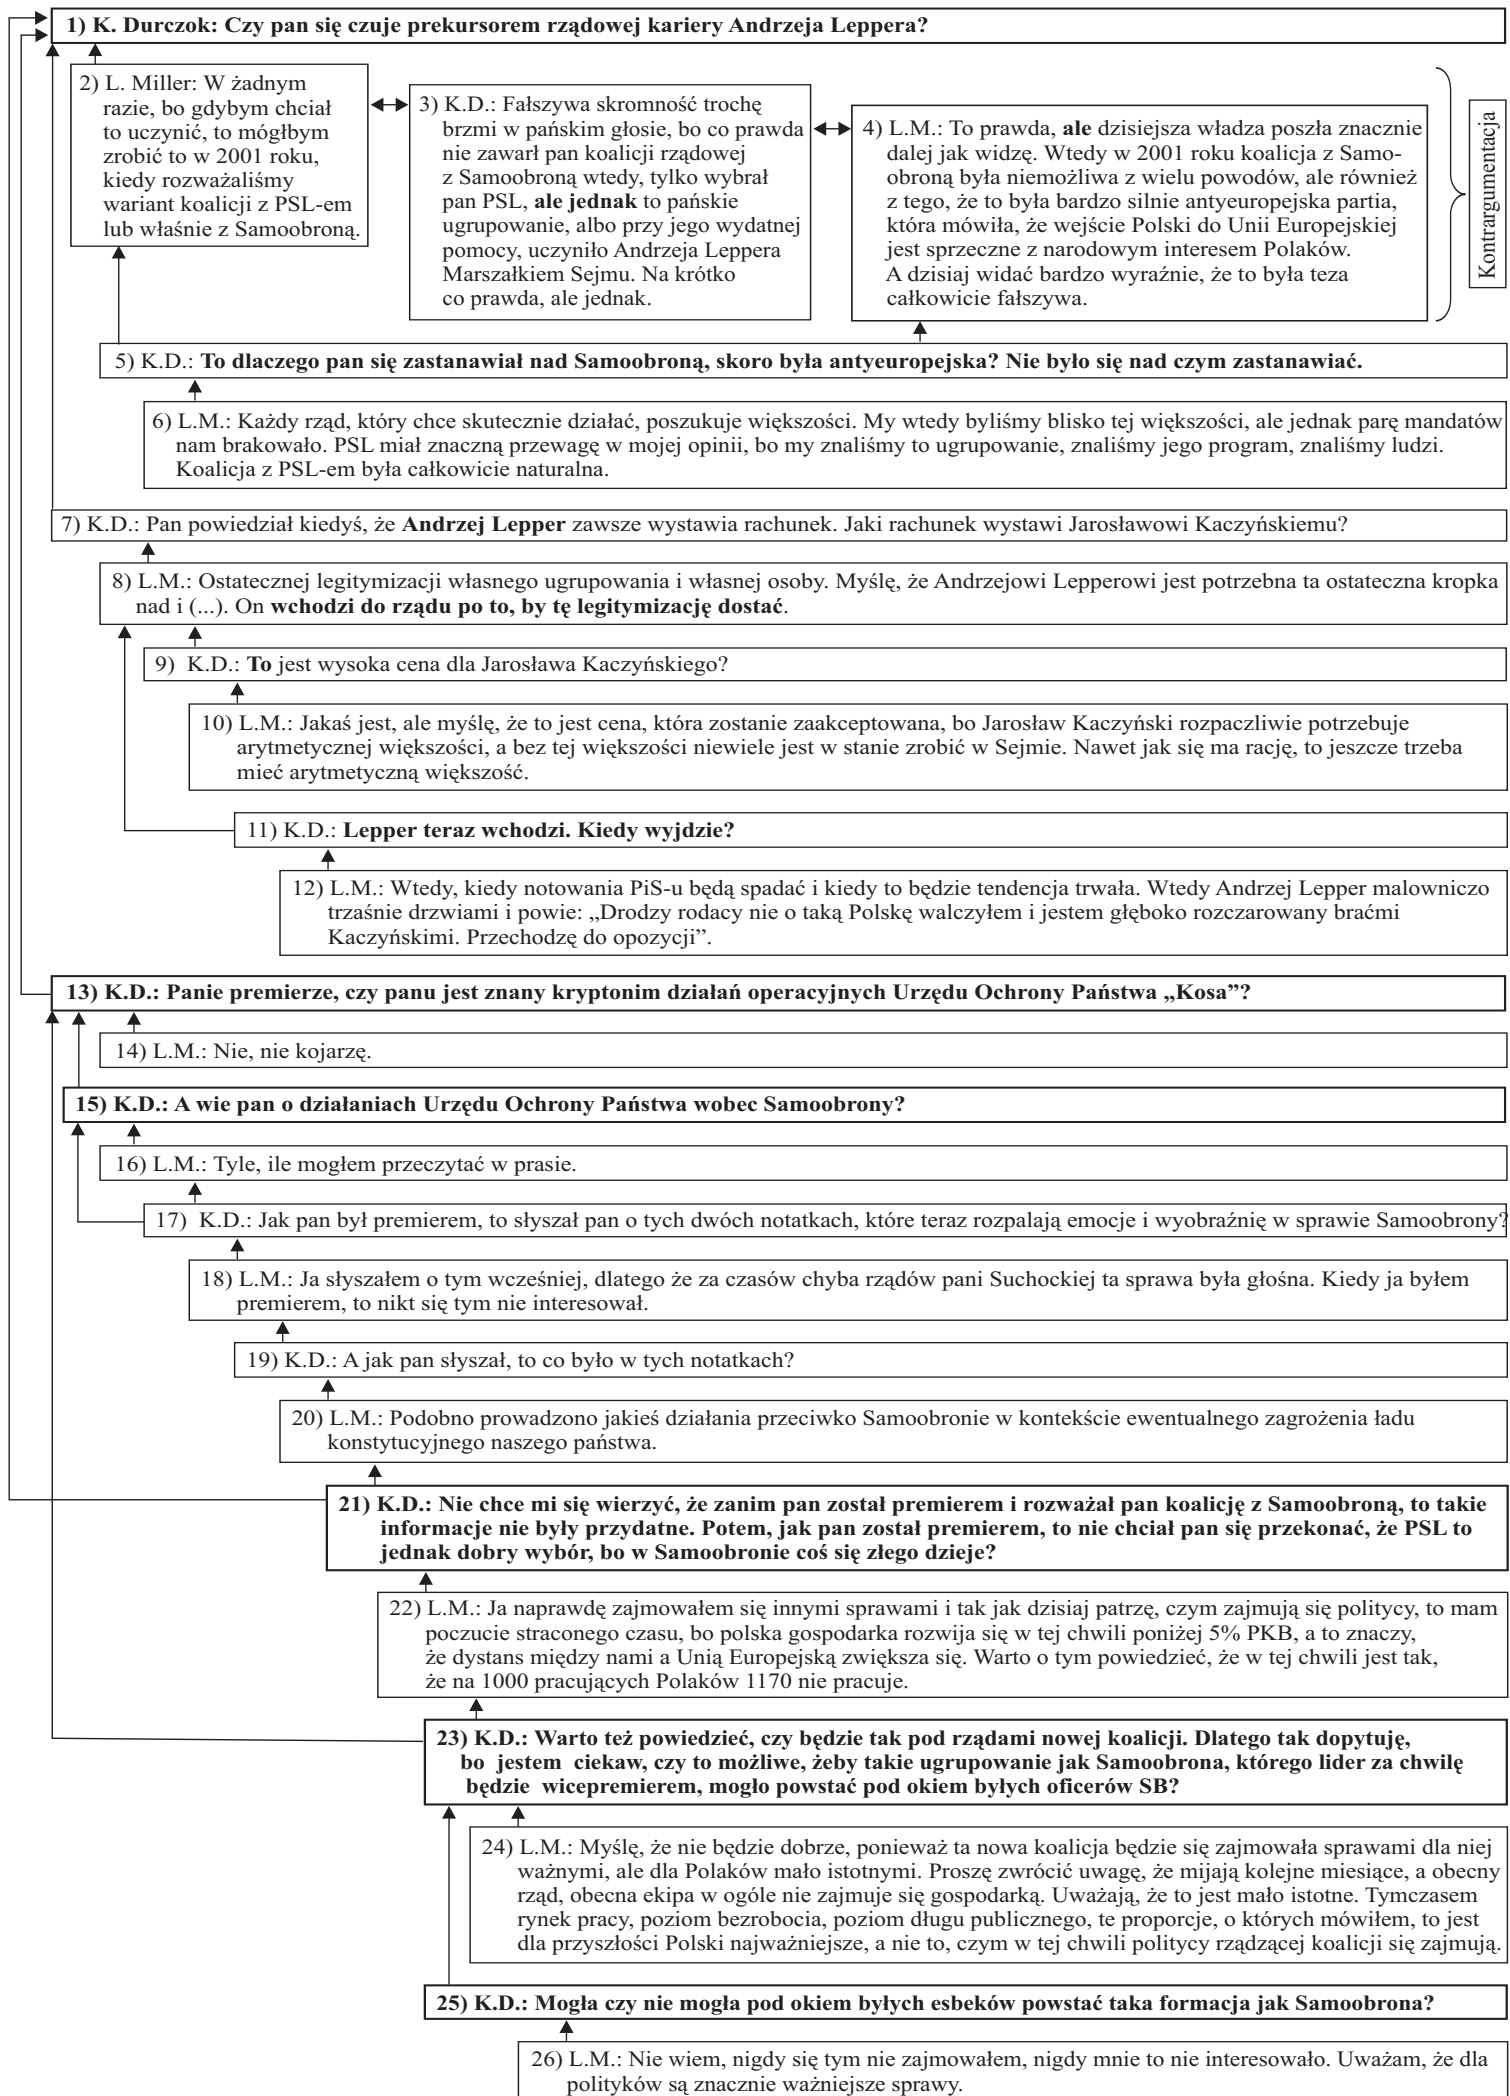 1) K. Durczok: Czy pan się czuje prekursorem rządowej kariery Andrzeja Leppera?
2) L. Miller: W żadnym
razie, bo gdybym chciał
to uczynić, to mógłbym
zrobić to w 2001 roku,
kiedy rozważaliśmy
wariant koalicji z PSL-em
lub właśnie z Samoobroną.
3) K.D.: Fałszywa skromność trochę
brzmi w pańskim głosie, bo co prawda
nie zawarł pan koalicji rządowej
z Samoobroną wtedy, tylko wybrał
pan PSL, ale jednak to pańskie
ugrupowanie, albo przy jego wydatnej
pomocy, uczyniło Andrzeja Leppera
Marszałkiem Sejmu. Na krótko
co prawda, ale jednak.
4) L.M.: To prawda, ale dzisiejsza władza poszła znacznie
dalej jak widzę. Wtedy w 2001 roku koalicja z Samo-
obroną była niemożliwa z wielu powodów, ale również
z tego, że to była bardzo silnie antyeuropejska partia,
która mówiła, że wejście Polski do Unii Europejskiej
jest sprzeczne z narodowym interesem Polaków.
A dzisiaj widać bardzo wyraźnie, że to była teza
całkowicie fałszywa.
Kontrargumentacja
5) K.D.: To dlaczego pan się zastanawiał nad Samoobroną, skoro była antyeuropejska? Nie było się nad czym zastanawiać.
6) L.M.: Każdy rząd, który chce skutecznie działać, poszukuje większości. My wtedy byliśmy blisko tej większości, ale jednak parę mandatów
nam brakowało. PSL miał znaczną przewagę w mojej opinii, bo my znaliśmy to ugrupowanie, znaliśmy jego program, znaliśmy ludzi.
Koalicja z PSL-em była całkowicie naturalna.
7) K.D.: Pan powiedział kiedyś, że Andrzej Lepper zawsze wystawia rachunek. Jaki rachunek wystawi Jarosławowi Kaczyńskiemu?
8) L.M.: Ostatecznej legitymizacji własnego ugrupowania i własnej osoby. Myślę, że Andrzejowi Lepperowi jest potrzebna ta ostateczna kropka
nad i (...). On wchodzi do rządu po to, by tę legitymizację dostać.
9) K.D.: To jest wysoka cena dla Jarosława Kaczyńskiego?
10) L.M.: Jakaś jest, ale myślę, że to jest cena, która zostanie zaakceptowana, bo Jarosław Kaczyński rozpaczliwie potrzebuje
arytmetycznej większości, a bez tej większości niewiele jest w stanie zrobić w Sejmie. Nawet jak się ma rację, to jeszcze trzeba
mieć arytmetyczną większość.
11) K.D.: Lepper teraz wchodzi. Kiedy wyjdzie?
12) L.M.: Wtedy, kiedy notowania PiS-u będą spadać i kiedy to będzie tendencja trwała. Wtedy Andrzej Lepper malowniczo
trzaśnie drzwiami i powie: „Drodzy rodacy nie o taką Polskę walczyłem i jestem głęboko rozczarowany braćmi
Kaczyńskimi. Przechodzę do opozycji”.
13) K.D.: Panie premierze, czy panu jest znany kryptonim działań operacyjnych Urzędu Ochrony Państwa „Kosa”?
14) L.M.: Nie, nie kojarzę.
15) K.D.: A wie pan o działaniach Urzędu Ochrony Państwa wobec Samoobrony?
16) L.M.: Tyle, ile mogłem przeczytać w prasie.
17) K.D.: Jak pan był premierem, to słyszał pan o tych dwóch notatkach, które teraz rozpalają emocje i wyobraźnię w sprawie Samoobrony?
18) L.M.: Ja słyszałem o tym wcześniej, dlatego że za czasów chyba rządów pani Suchockiej ta sprawa była głośna. Kiedy ja byłem
premierem, to nikt się tym nie interesował.
19) K.D.: A jak pan słyszał, to co było w tych notatkach?
20) L.M.: Podobno prowadzono jakieś działania przeciwko Samoobronie w kontekście ewentualnego zagrożenia ładu
konstytucyjnego naszego państwa.
21) K.D.: Nie chce mi się wierzyć, że zanim pan został premierem i rozważał pan koalicję z Samoobroną, to takie
informacje nie były przydatne. Potem, jak pan został premierem, to nie chciał pan się przekonać, że PSL to
jednak dobry wybór, bo w Samoobronie coś się złego dzieje?
22) L.M.: Ja naprawdę zajmowałem się innymi sprawami i tak jak dzisiaj patrzę, czym zajmują się politycy, to mam
poczucie straconego czasu, bo polska gospodarka rozwija się w tej chwili poniżej 5% PKB, a to znaczy,
że dystans między nami a Unią Europejską zwiększa się. Warto o tym powiedzieć, że w tej chwili jest tak,
że na 1000 pracujących Polaków 1170 nie pracuje.
23) K.D.: Warto też powiedzieć, czy będzie tak pod rządami nowej koalicji. Dlatego tak dopytuję,
bo jestem ciekaw, czy to możliwe, żeby takie ugrupowanie jak Samoobrona, którego lider za chwilę
będzie wicepremierem, mogło powstać pod okiem byłych oficerów SB?
24) L.M.: Myślę, że nie będzie dobrze, ponieważ ta nowa koalicja będzie się zajmowała sprawami dla niej
ważnymi, ale dla Polaków mało istotnymi. Proszę zwrócić uwagę, że mijają kolejne miesiące, a obecny
rząd, obecna ekipa w ogóle nie zajmuje się gospodarką. Uważają, że to jest mało istotne. Tymczasem
rynek pracy, poziom bezrobocia, poziom długu publicznego, te proporcje, o których mówiłem, to jest
dla przyszłości Polski najważniejsze, a nie to, czym w tej chwili politycy rządzącej koalicji się zajmują.
25) K.D.: Mogła czy nie mogła pod okiem byłych esbeków powstać taka formacja jak Samoobrona?
26) L.M.: Nie wiem, nigdy się tym nie zajmowałem, nigdy mnie to nie interesowało. Uważam, że dla
polityków są znacznie ważniejsze sprawy.